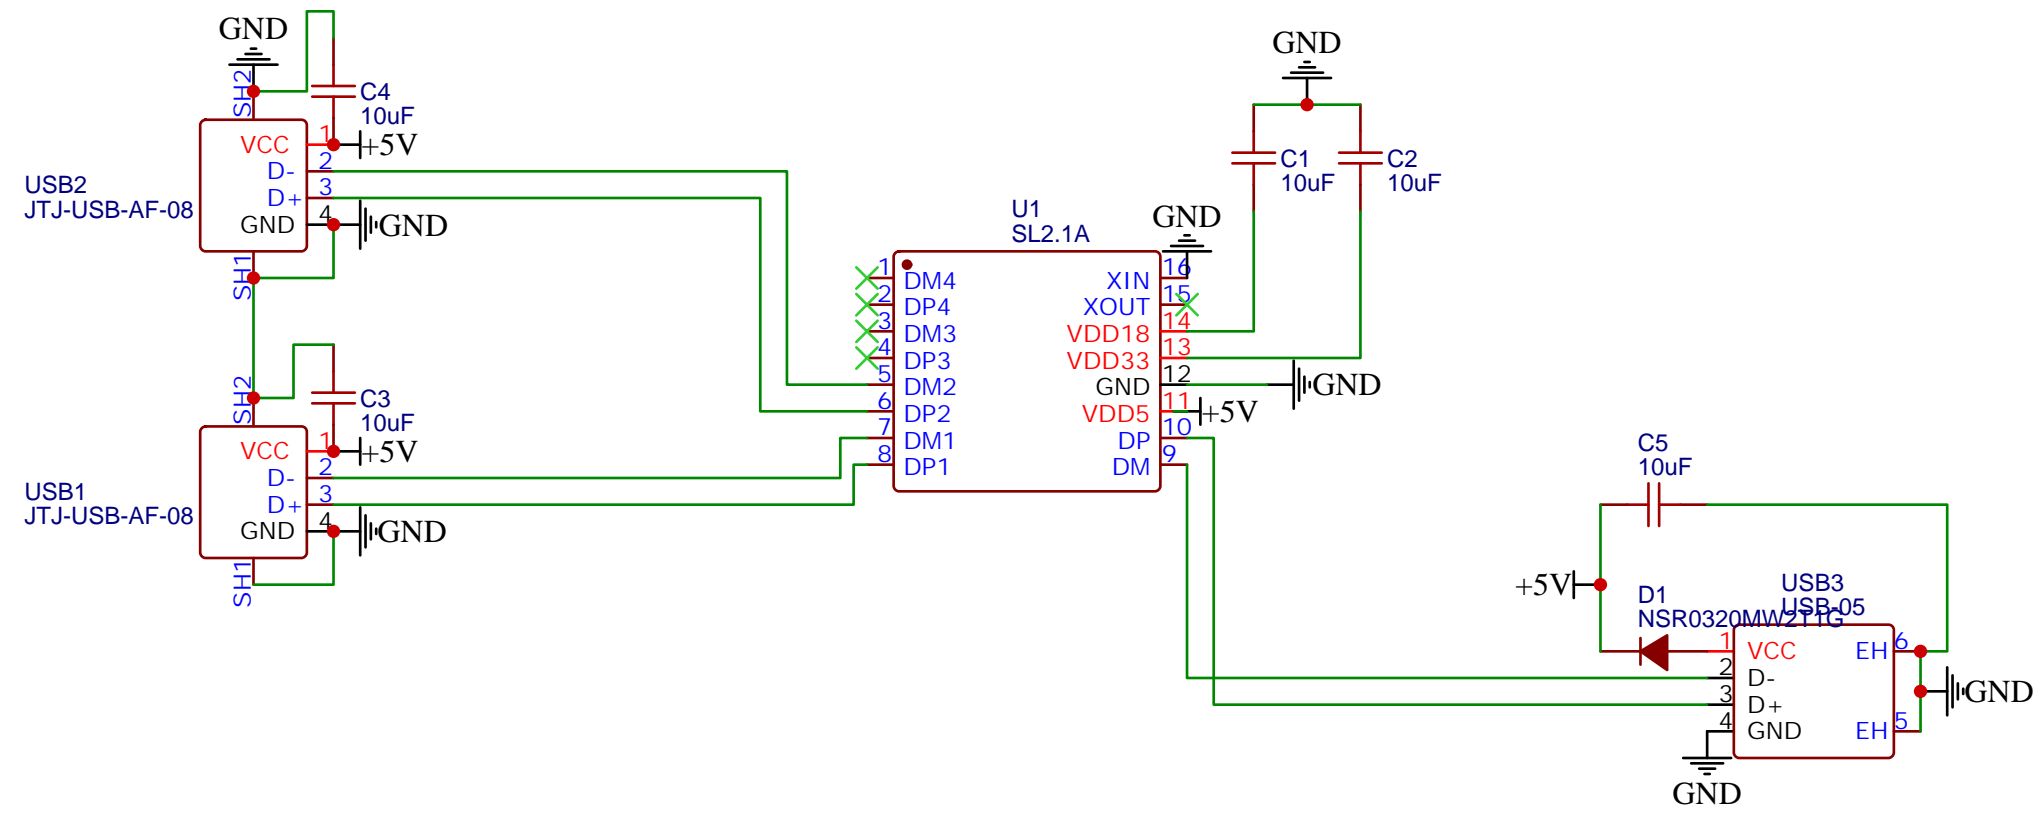 GND
SH2
C4
10uF
VCC 1
+5V
D- 2
D+ 3
GND 4
GND
USB2
JTJ-USB-AF-08
SH1
SH2
C3
10uF
VCC 1
+5V
D- 2
D+ 3
GND 4
GND
USB1
JTJ-USB-AF-08
SH1
U1
SL2.1A
1 DM4
2 DP4
3 DM3
4 DP3
5 DM2
6 DP2
7 DM1
8 DP1
XIN 16
XOUT 15
VDD18 14
VDD33 13
GND 12
VDD5 11
DP 10
DM 9
GND
GND
+5V
GND
C1
10uF
C2
10uF
C5
10uF
+5V
D1
NSR0320MW2T1G
USB3
USB-05
1 VCC
2 D-
3 D+
4 GND
EH 6
EH 5
GND
GND